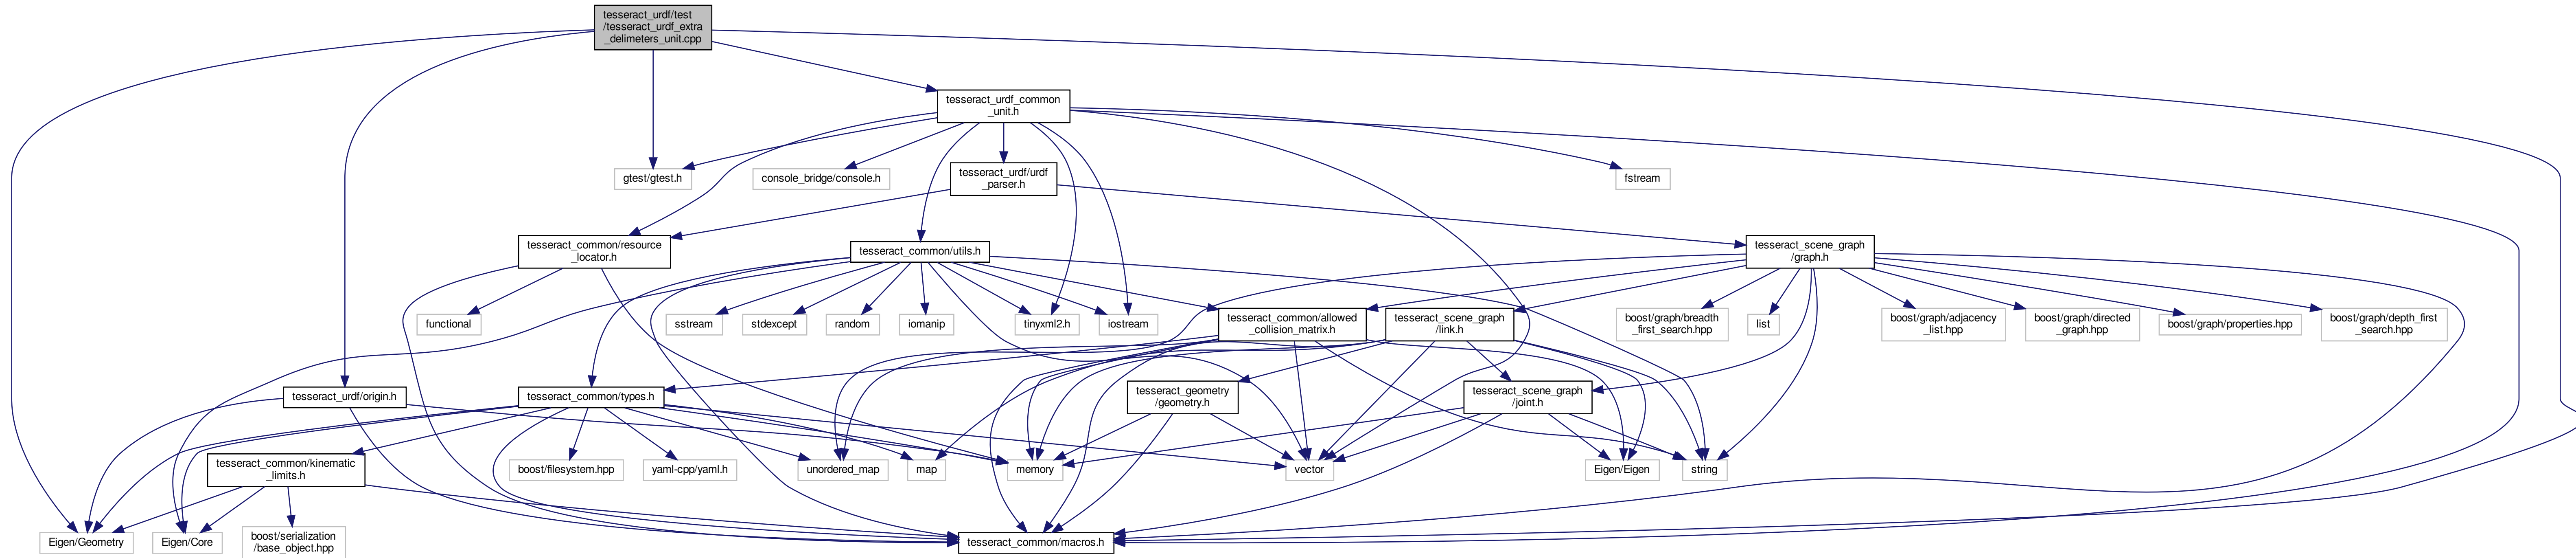 tesseract_urdf/test
/tesseract_urdf_extra
_delimeters_unit.cpp
tesseract_urdf_common
_unit.h
gtest/gtest.h
console_bridge/console.h
tesseract_urdf/urdf
_parser.h
fstream
tesseract_common/resource
_locator.h
tesseract_common/utils.h
tesseract_scene_graph
/graph.h
functional
sstream
stdexcept
random
iomanip
tinyxml2.h
iostream
tesseract_common/allowed
_collision_matrix.h
tesseract_scene_graph
/link.h
boost/graph/breadth
_first_search.hpp
list
boost/graph/adjacency
_list.hpp
boost/graph/directed
_graph.hpp
boost/graph/properties.hpp
boost/graph/depth_first
_search.hpp
tesseract_urdf/origin.h
tesseract_common/types.h
tesseract_geometry
/geometry.h
tesseract_scene_graph
/joint.h
tesseract_common/kinematic
_limits.h
boost/filesystem.hpp
yaml-cpp/yaml.h
unordered_map
map
memory
vector
Eigen/Eigen
string
Eigen/Geometry
Eigen/Core
boost/serialization
/base_object.hpp
tesseract_common/macros.h